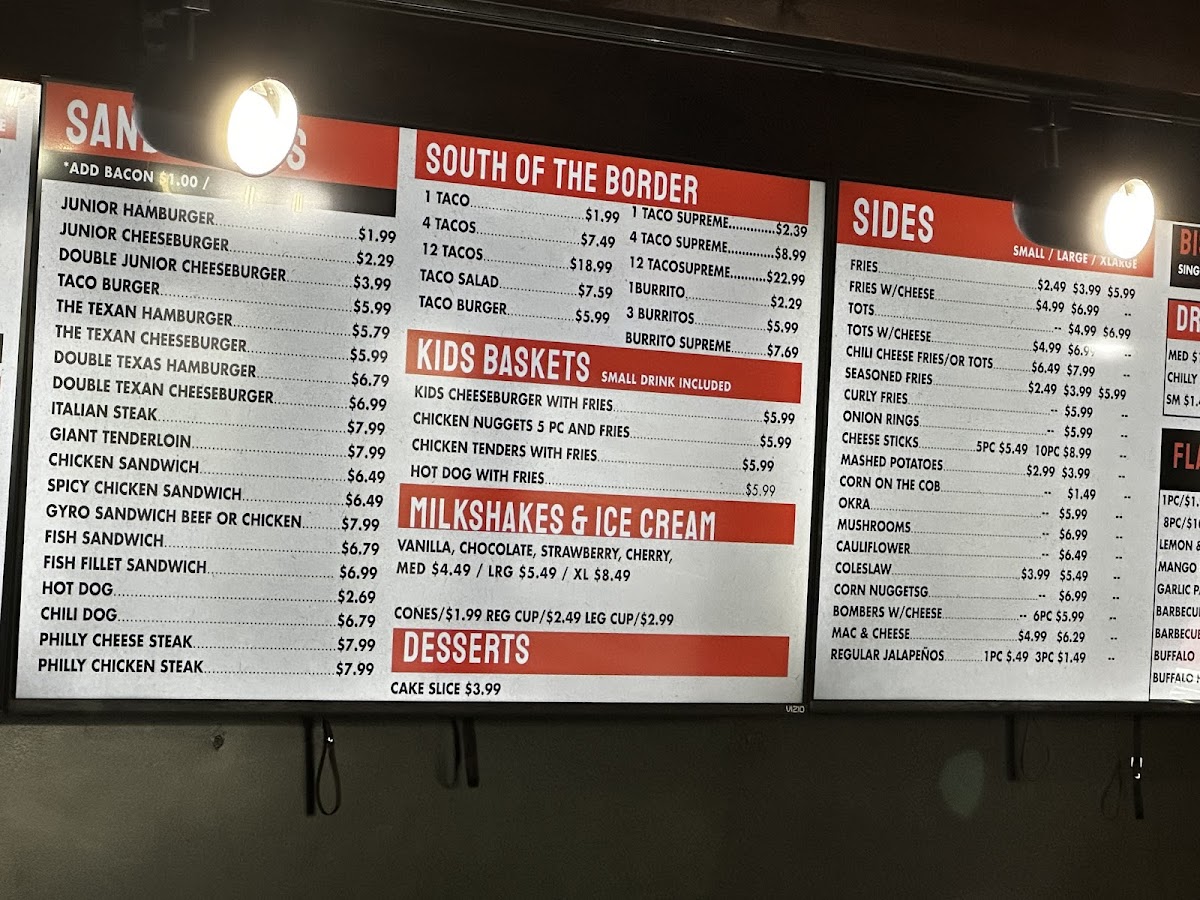 *ADD BACON $1.00 /
JUNIOR HAMBURGER $1.99
JUNIOR CHEESEBURGER $2.29
DOUBLE JUNIOR CHEESEBURGER $3.99
TACO BURGER $5.99
THE TEXAN HAMBURGER $5.79
THE TEXAN CHEESEBURGER $5.99
DOUBLE TEXAS HAMBURGER $6.79
DOUBLE TEXAN CHEESEBURGER $6.99
ITALIAN STEAK $7.99
GIANT TENDERLOIN $7.99
CHICKEN SANDWICH $6.49
SPICY CHICKEN SANDWICH $6.49
GYRO SANDWICH BEEF OR CHICKEN $7.99
FISH SANDWICH $6.79
FISH FILLET SANDWICH $6.99
HOT DOG $2.69
CHILI DOG $6.79
PHILLY CHEESE STEAK $7.99
PHILLY CHICKEN STEAK $7.99
SOUTH OF THE BORDER
1 TACO $1.99
4 TACOS $7.49
12 TACOS $18.99
TACO SALAD $7.59
TACO BURGER $5.99
1 TACO SUPREME $2.39
4 TACO SUPREME $8.99
12 TACOSUPREME $22.99
1BURRITO $2.29
3 BURRITOS $5.99
BURRITO SUPREME $7.69
KIDS BASKETS SMALL DRINK INCLUDED
KIDS CHEESEBURGER WITH FRIES $5.99
CHICKEN NUGGETS 5 PC AND FRIES $5.99
CHICKEN TENDERS WITH FRIES $5.99
HOT DOG WITH FRIES $5.99
MILKSHAKES & ICE CREAM
VANILLA, CHOCOLATE, STRAWBERRY, CHERRY,
MED $4.49 / LRG $5.49 / XL $8.49
CONES/$1.99 REG CUP/$2.49 LEG CUP/$2.99
DESSERTS
CAKE SLICE $3.99
SIDES
SMALL / LARGE / XLARGE
FRIES $2.49 $3.99 $5.99
FRIES W/CHEESE $4.99 $6.99 --
TOTS -- $4.99 $6.99
TOTS W/CHEESE $4.99 $6.99 --
CHILI CHEESE FRIES/OR TOTS $6.49 $7.99 --
SEASONED FRIES $2.49 $3.99 $5.99
CURLY FRIES -- $5.99 --
ONION RINGS -- $5.99 --
CHEESE STICKS 5PC $5.49 10PC $8.99 --
MASHED POTATOES $2.99 $3.99 --
CORN ON THE COB -- $1.49 --
OKRA -- $5.99 --
MUSHROOMS -- $6.99 --
CAULIFLOWER -- $6.49 --
COLESLAW $3.99 $5.49 --
CORN NUGGETSG -- $6.99 --
BOMBERS W/CHEESE -- 6PC $5.99 --
MAC & CHEESE $4.99 $6.29 --
REGULAR JALAPEÑOS 1PC $.49 3PC $1.49 --
MED
CHILLY
SM
1PC/
8PC/
LEMON &
MANGO
GARLIC
BUFFALO
BUFFALO